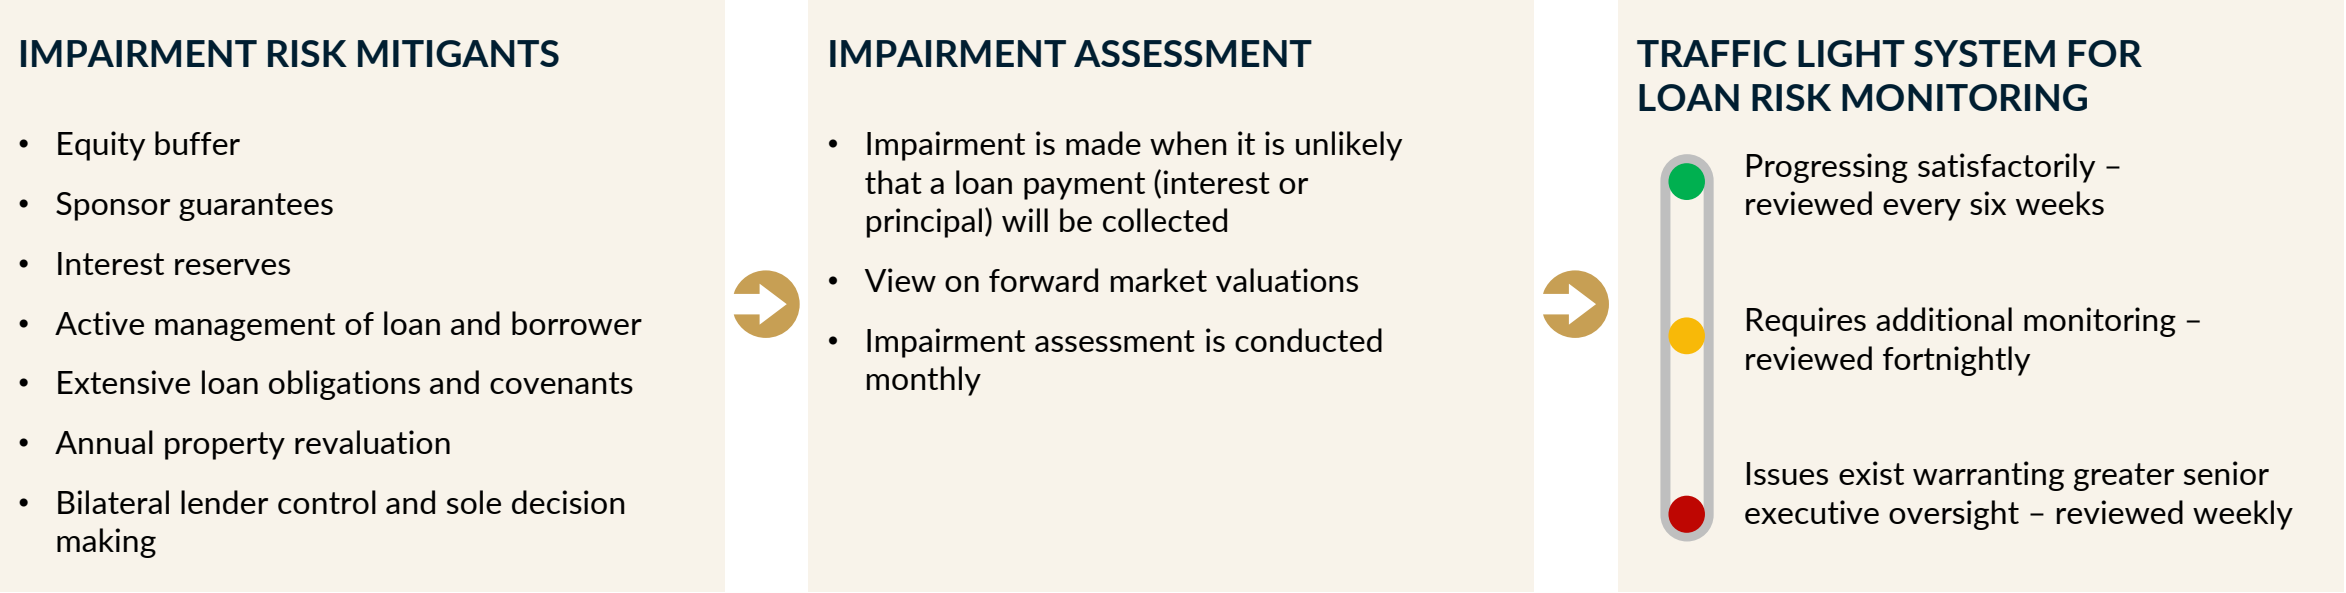 IMPAIRMENT RISK MITIGANTS
• Equity buffer
• Sponsor guarantees
• Interest reserves
• Active management of loan and borrower
• Extensive loan obligations and covenants
• Annual property revaluation
• Bilateral lender control and sole decision
making
IMPAIRMENT ASSESSMENT
• Impairment is made when it is unlikely
that a loan payment (interest or
principal) will be collected
• View on forward market valuations
• Impairment assessment is conducted
monthly
TRAFFIC LIGHT SYSTEM FOR
LOAN RISK MONITORING
Progressing satisfactorily –
reviewed every six weeks
Requires additional monitoring –
reviewed fortnightly
Issues exist warranting greater senior
executive oversight – reviewed weekly